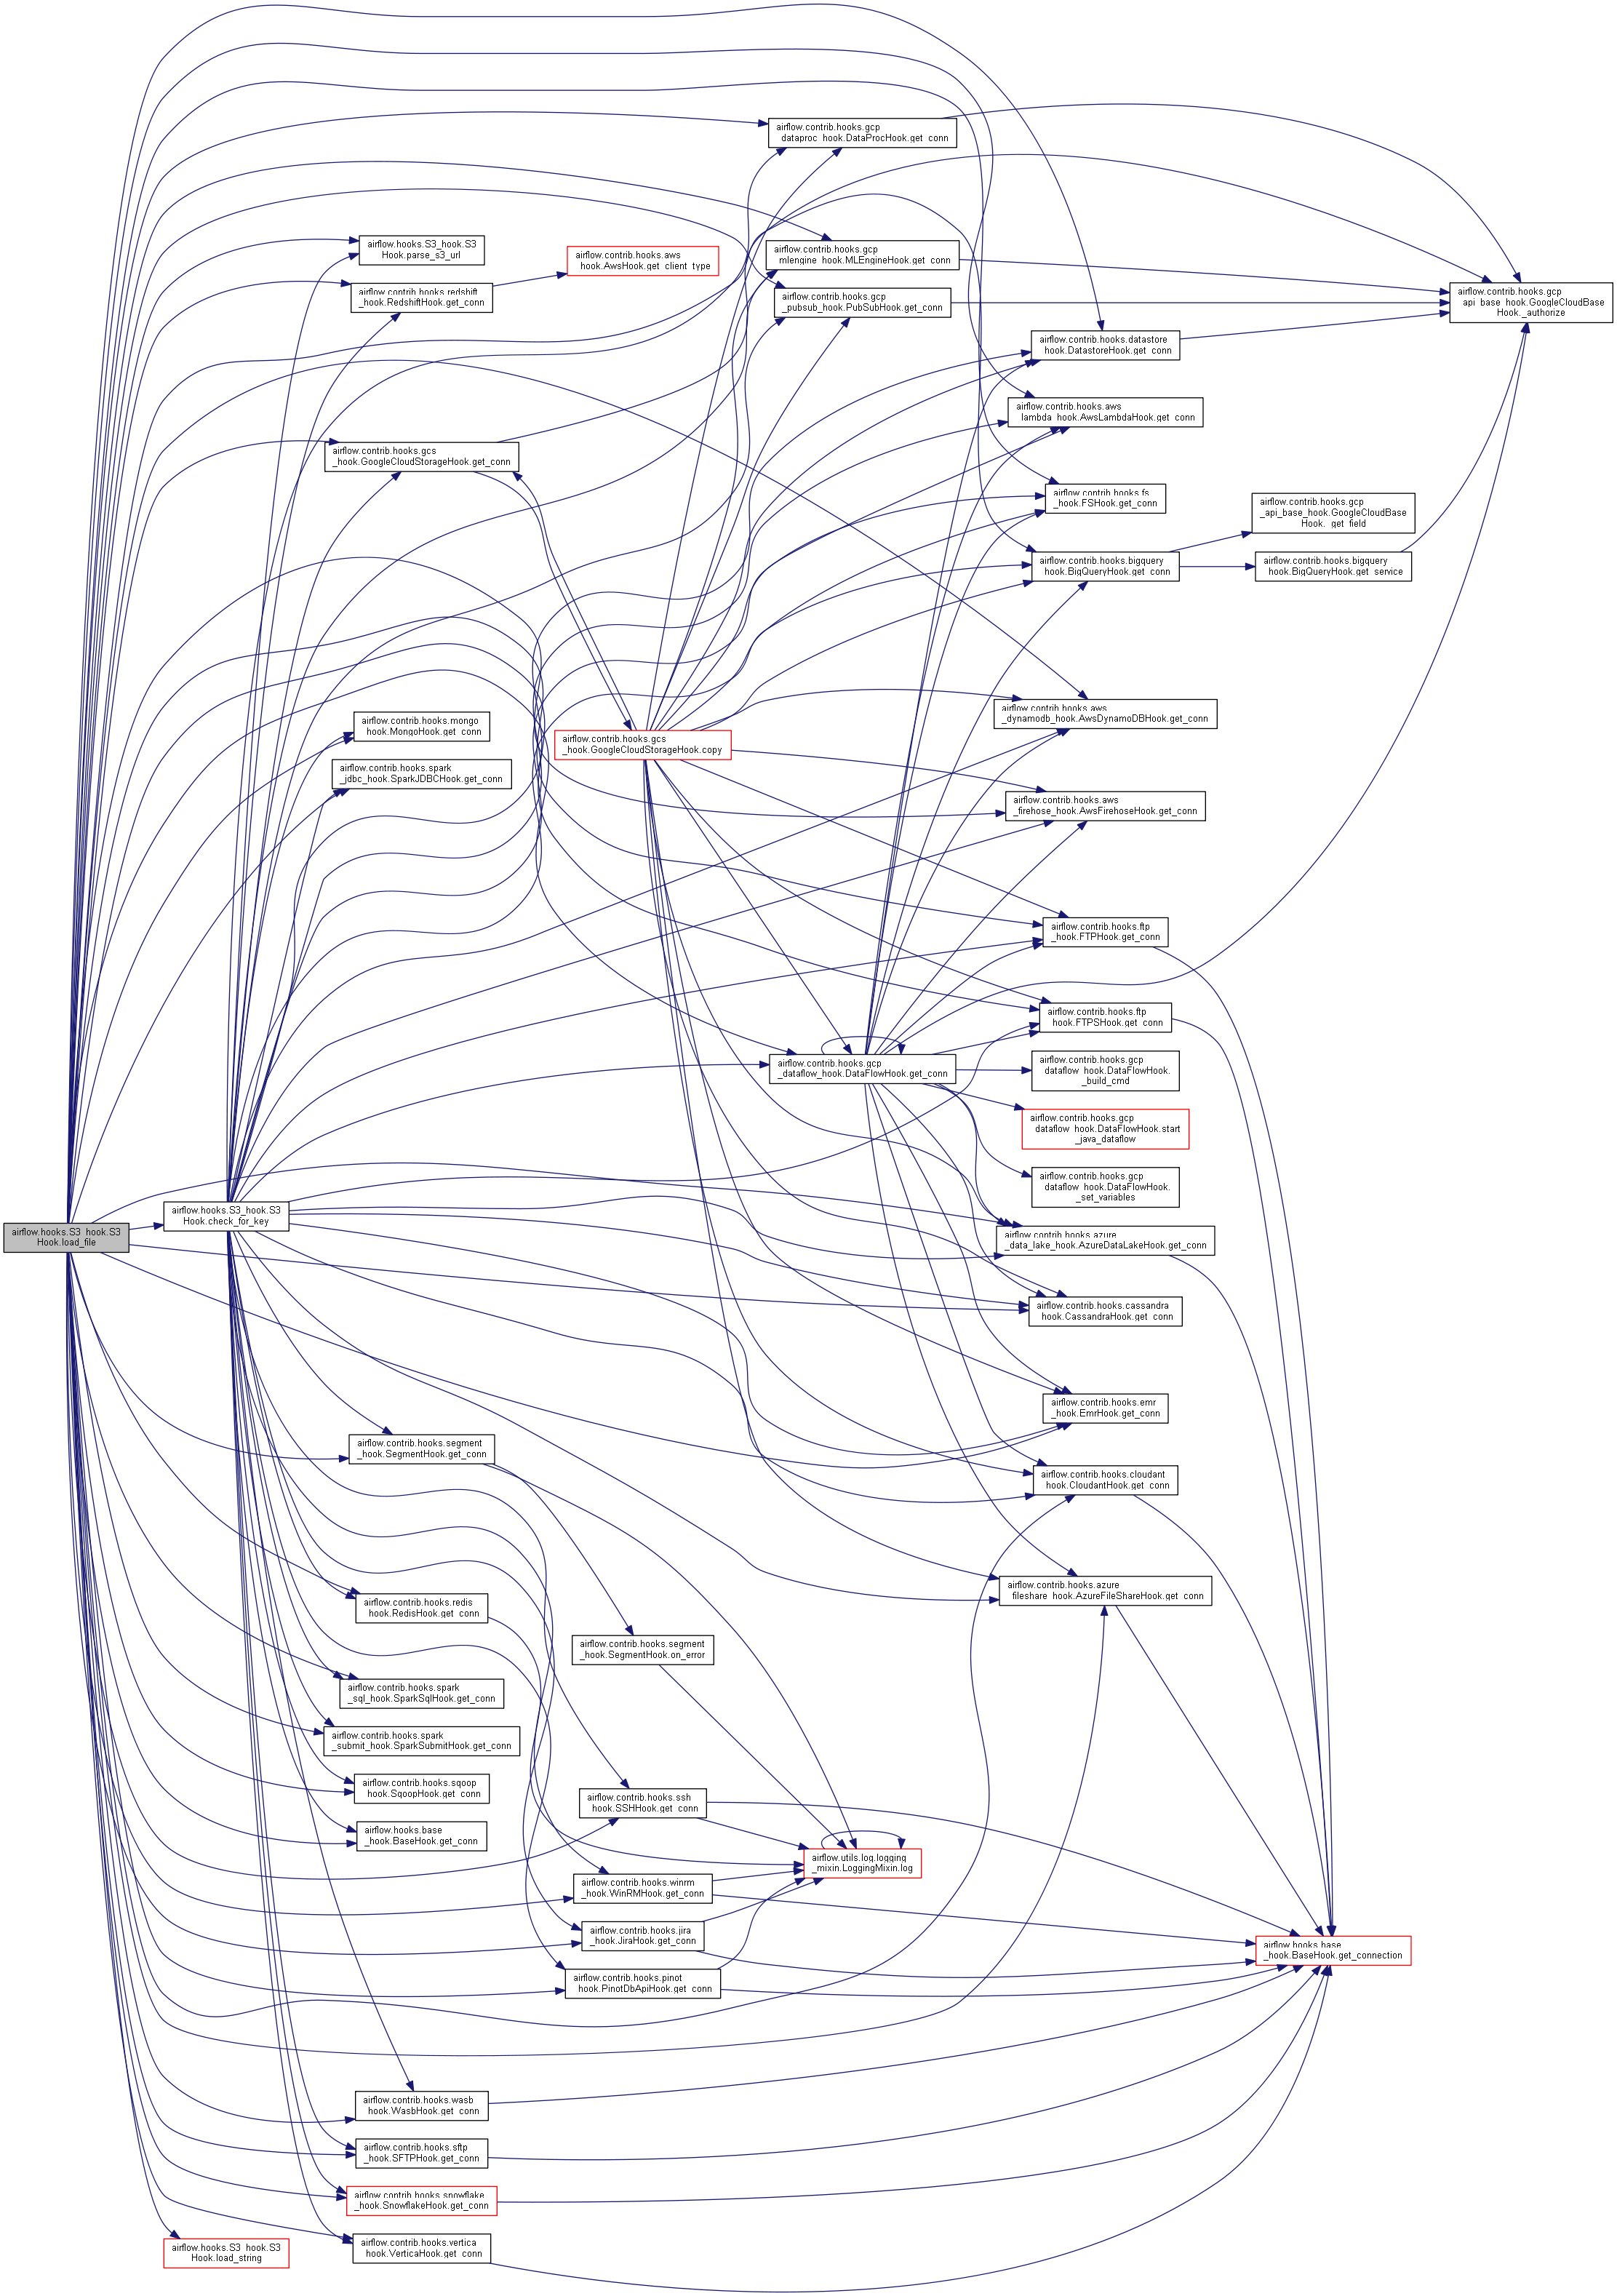 airflow.contrib.hooks.gcp
_dataproc_hook.DataProcHook.get_conn
airflow.hooks.S3_hook.S3
Hook.parse_s3_url
airflow.contrib.hooks.gcp
_mlengine_hook.MLEngineHook.get_conn
airflow.contrib.hooks.aws
_hook.AwsHook.get_client_type
airflow.contrib.hooks.redshift
_hook.RedshiftHook.get_conn
airflow.contrib.hooks.gcp
_pubsub_hook.PubSubHook.get_conn
airflow.contrib.hooks.gcp
_api_base_hook.GoogleCloudBase
Hook._authorize
airflow.contrib.hooks.datastore
_hook.DatastoreHook.get_conn
airflow.contrib.hooks.aws
_lambda_hook.AwsLambdaHook.get_conn
airflow.contrib.hooks.gcs
_hook.GoogleCloudStorageHook.get_conn
airflow.contrib.hooks.fs
_hook.FSHook.get_conn
airflow.contrib.hooks.gcp
_api_base_hook.GoogleCloudBase
Hook._get_field
airflow.contrib.hooks.bigquery
_hook.BigQueryHook.get_conn
airflow.contrib.hooks.bigquery
_hook.BigQueryHook.get_service
airflow.contrib.hooks.aws
_dynamodb_hook.AwsDynamoDBHook.get_conn
airflow.contrib.hooks.mongo
_hook.MongoHook.get_conn
airflow.contrib.hooks.gcs
_hook.GoogleCloudStorageHook.copy
airflow.contrib.hooks.spark
_jdbc_hook.SparkJDBCHook.get_conn
airflow.contrib.hooks.aws
_firehose_hook.AwsFirehoseHook.get_conn
airflow.contrib.hooks.ftp
_hook.FTPHook.get_conn
airflow.contrib.hooks.ftp
_hook.FTPSHook.get_conn
airflow.contrib.hooks.gcp
_dataflow_hook.DataFlowHook.get_conn
airflow.contrib.hooks.gcp
_dataflow_hook.DataFlowHook.
_build_cmd
airflow.contrib.hooks.gcp
_dataflow_hook.DataFlowHook.start
_java_dataflow
airflow.contrib.hooks.gcp
_dataflow_hook.DataFlowHook.
_set_variables
airflow.hooks.S3_hook.S3
Hook.check_for_key
airflow.hooks.S3_hook.S3
Hook.load_file
airflow.contrib.hooks.azure
_data_lake_hook.AzureDataLakeHook.get_conn
airflow.contrib.hooks.cassandra
_hook.CassandraHook.get_conn
airflow.contrib.hooks.emr
_hook.EmrHook.get_conn
airflow.contrib.hooks.segment
_hook.SegmentHook.get_conn
airflow.contrib.hooks.cloudant
_hook.CloudantHook.get_conn
airflow.contrib.hooks.azure
_fileshare_hook.AzureFileShareHook.get_conn
airflow.contrib.hooks.redis
_hook.RedisHook.get_conn
airflow.contrib.hooks.segment
_hook.SegmentHook.on_error
airflow.contrib.hooks.spark
_sql_hook.SparkSqlHook.get_conn
airflow.contrib.hooks.spark
_submit_hook.SparkSubmitHook.get_conn
airflow.contrib.hooks.sqoop
_hook.SqoopHook.get_conn
airflow.contrib.hooks.ssh
_hook.SSHHook.get_conn
airflow.hooks.base
_hook.BaseHook.get_conn
airflow.utils.log.logging
_mixin.LoggingMixin.log
airflow.contrib.hooks.winrm
_hook.WinRMHook.get_conn
airflow.contrib.hooks.jira
_hook.JiraHook.get_conn
airflow.hooks.base
_hook.BaseHook.get_connection
airflow.contrib.hooks.pinot
_hook.PinotDbApiHook.get_conn
airflow.contrib.hooks.wasb
_hook.WasbHook.get_conn
airflow.contrib.hooks.sftp
_hook.SFTPHook.get_conn
airflow.contrib.hooks.snowflake
_hook.SnowflakeHook.get_conn
airflow.hooks.S3_hook.S3
Hook.load_string
airflow.contrib.hooks.vertica
_hook.VerticaHook.get_conn